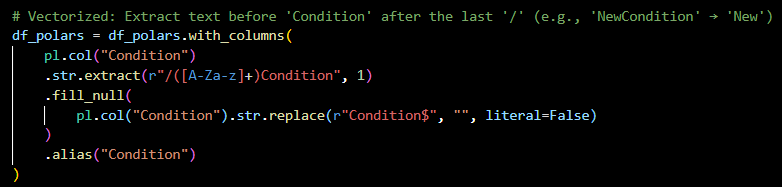 # Vectorized: Extract text before 'Condition' after the last '/' (e.g., 'NewCondition' → 'New')
df_polars = df_polars.with_columns(
    pl.col("Condition")
    .str.extract(r"/([A-Za-z]+)Condition", 1)
    .fill_null(
        pl.col("Condition").str.replace(r"Condition$", "", literal=False)
    )
    .alias("Condition")
)